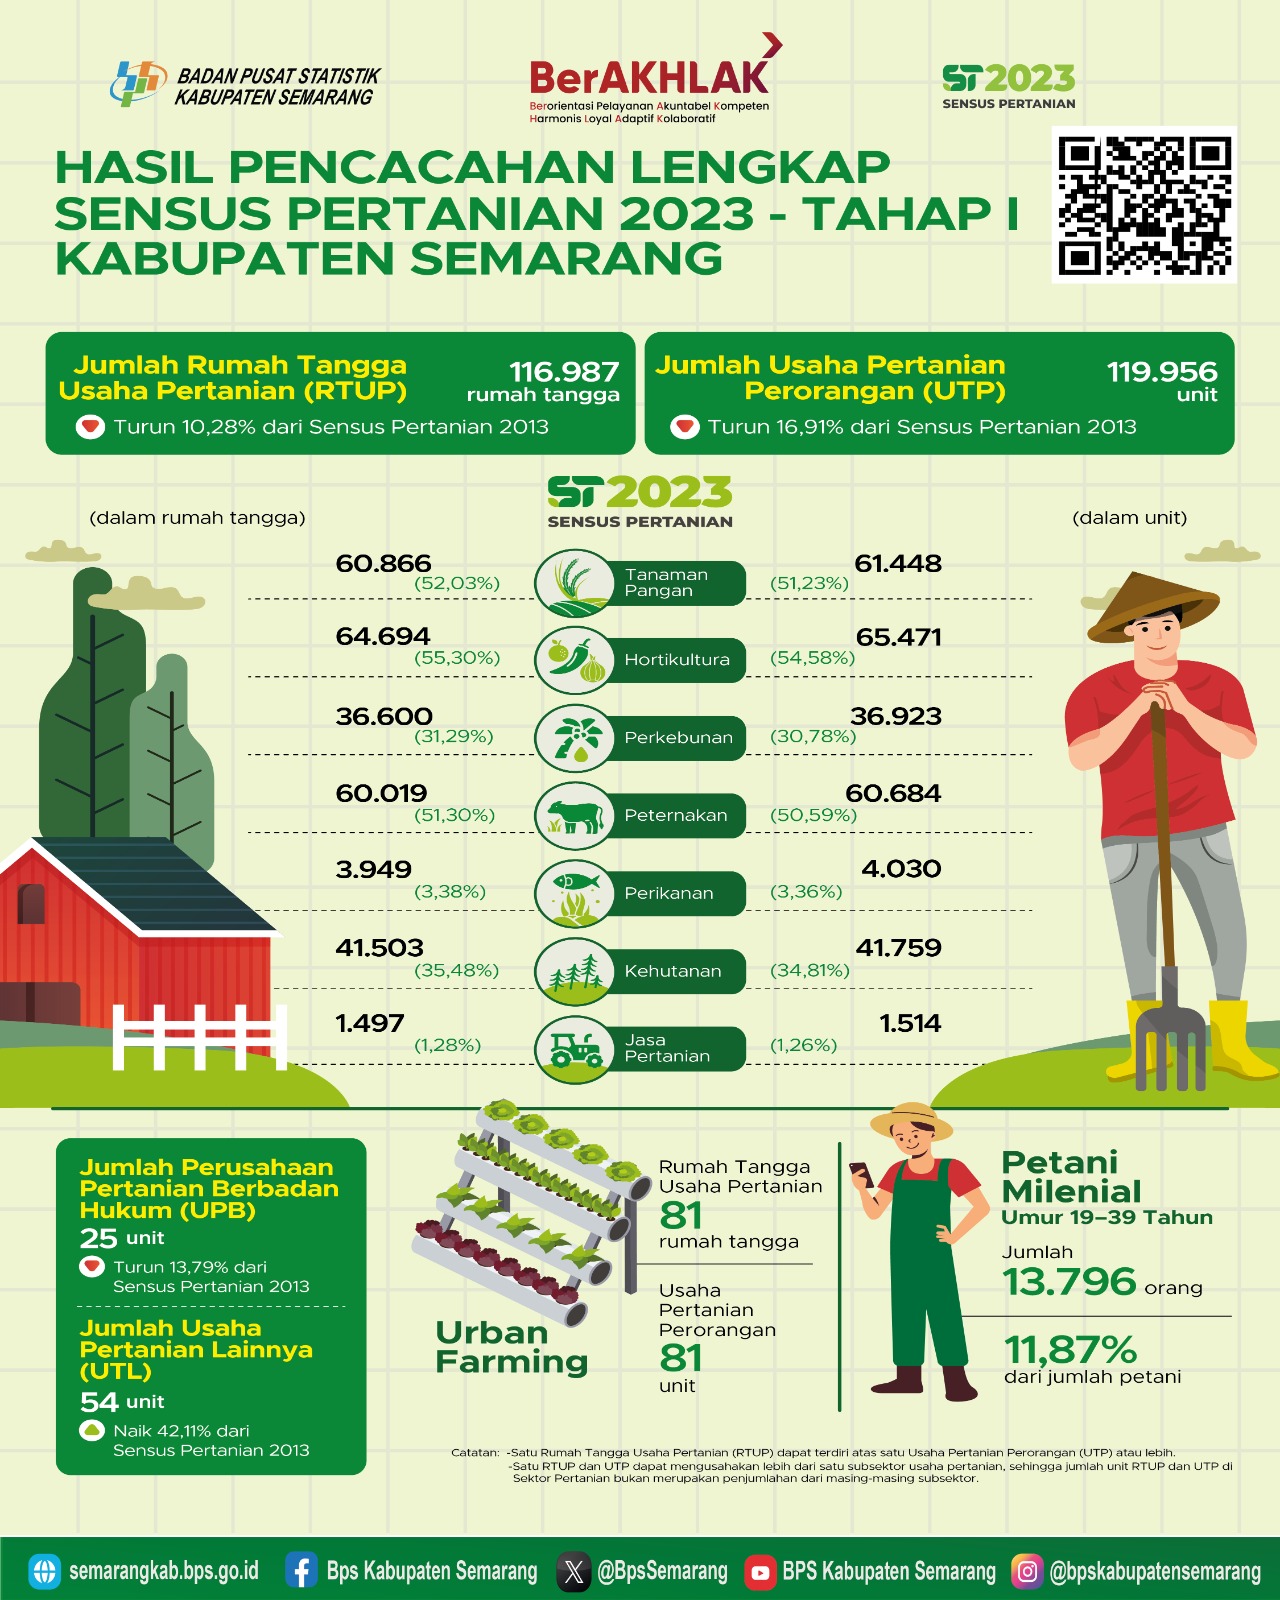 BADAN PUSAT STATISTIK
KABUPATEN SEMARANG
BerAKHLAK
Berorientasi Pelayanan Akuntabel Kompeten
Harmonis Loyal Adaptif Kolaboratif
ST2023
SENSUS PERTANIAN
HASIL PENCACAHAN LENGKAP
SENSUS PERTANIAN 2023 - TAHAP I
KABUPATEN SEMARANG
Jumlah Rumah Tangga
Usaha Pertanian (RTUP)
116.987
rumah tangga
Turun 10,28% dari Sensus Pertanian 2013
Jumlah Usaha Pertanian
Perorangan (UTP)
119.956
unit
Turun 16,91% dari Sensus Pertanian 2013
ST2023
SENSUS PERTANIAN
(dalam rumah tangga)
(dalam unit)
60.866
(52,03%)
Tanaman
Pangan
61.448
(51,23%)
64.694
(55,30%)
Hortikultura
65.471
(54,58%)
36.600
(31,29%)
Perkebunan
36.923
(30,78%)
60.019
(51,30%)
Peternakan
60.684
(50,59%)
3.949
(3,38%)
Perikanan
4.030
(3,36%)
41.503
(35,48%)
Kehutanan
41.759
(34,81%)
1.497
(1,28%)
Jasa
Pertanian
1.514
(1,26%)
Jumlah Perusahaan
Pertanian Berbadan
Hukum (UPB)
25 unit
Turun 13,79% dari
Sensus Pertanian 2013
Jumlah Usaha
Pertanian Lainnya
(UTL)
54 unit
Naik 42,11% dari
Sensus Pertanian 2013
Urban
Farming
Rumah Tangga
Usaha Pertanian
81
rumah tangga
Usaha
Pertanian
Perorangan
81
unit
Petani
Milenial
Umur 19–39 Tahun
Jumlah
13.796 orang
11,87%
dari jumlah petani
Catatan: -Satu Rumah Tangga Usaha Pertanian (RTUP) dapat terdiri atas satu Usaha Pertanian Perorangan (UTP) atau lebih.
-Satu RTUP dan UTP dapat mengusahakan lebih dari satu subsektor usaha pertanian, sehingga jumlah unit RTUP dan UTP di
Sektor Pertanian bukan merupakan penjumlahan dari masing-masing subsektor.
semarangkab.bps.go.id
Bps Kabupaten Semarang
@BpsSemarang
BPS Kabupaten Semarang
@bpskabupatensemarang